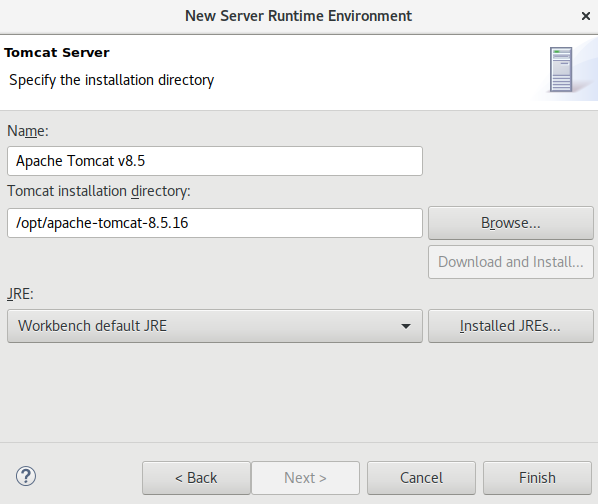 New Server Runtime Environment
Tomcat Server
Specify the installation directory
Name:
Apache Tomcat v8.5
Tomcat installation directory:
/opt/apache-tomcat-8.5.16
Browse...
Download and Install...
JRE:
Workbench default JRE
Installed JREs...
< Back
Next >
Cancel
Finish